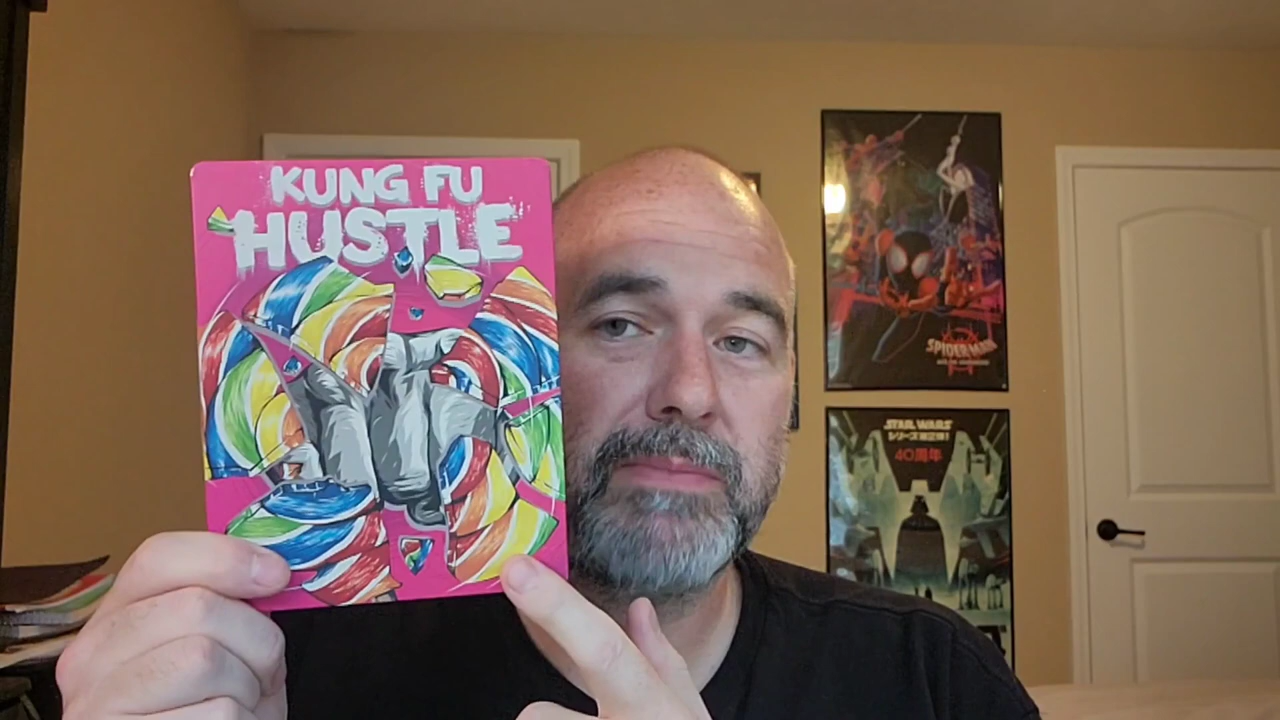 KUNG FU
HUSTLE
SPIDER-MAN
STAR WARS
40周年